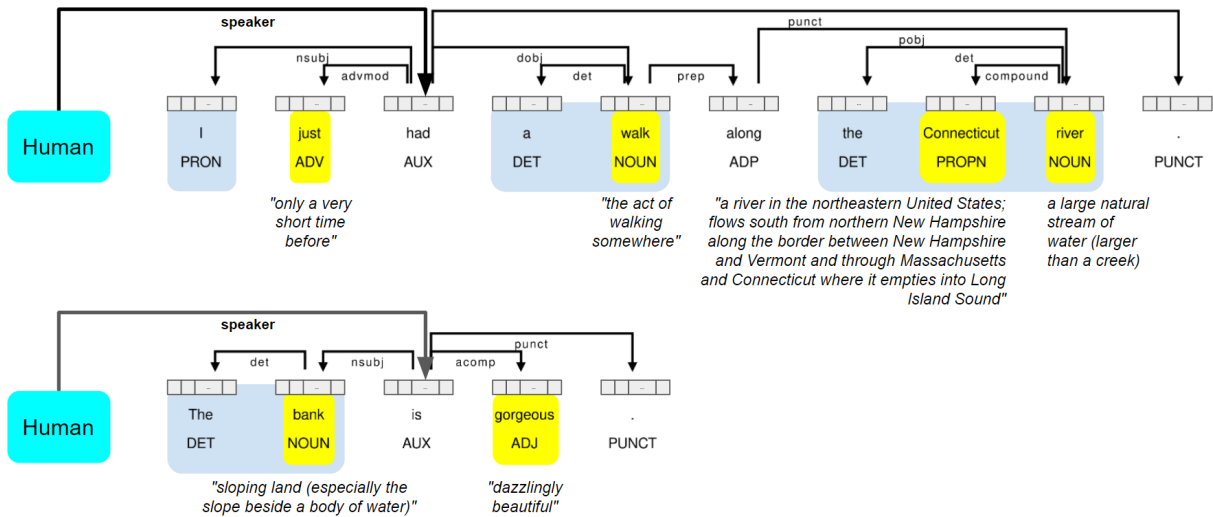 speaker
punct
nsubj
dobj
pobj
advmod
det
prep
det
compound
Human
I just had a walk along the Connecticut river .
PRON ADV AUX DET NOUN ADP DET PROPN NOUN PUNCT
"only a very
short time
before"
"the act of
walking
somewhere"
"a river in the northeastern United States;
flows south from northern New Hampshire
along the border between New Hampshire
and Vermont and through Massachusetts
and Connecticut where it empties into Long
Island Sound"
a large natural
stream of
water (larger
than a creek)
speaker
punct
det
nsubj
acomp
Human
The bank is gorgeous .
DET NOUN AUX ADJ PUNCT
"sloping land (especially the
slope beside a body of water)"
"dazzlingly
beautiful"